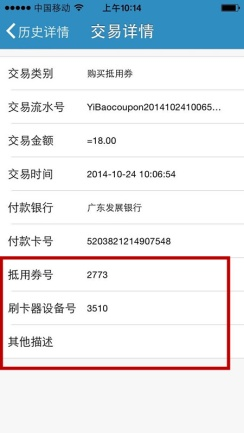 中国移动 上午10:14
历史详情 交易详情
交易类别 购买抵用券
交易流水号 YiBaocoupon2014102410065...
交易金额 =18.00
交易时间 2014-10-24 10:06:54
付款银行 广东发展银行
付款卡号 5203821214907548
抵用券号 2773
刷卡器设备号 3510
其他描述